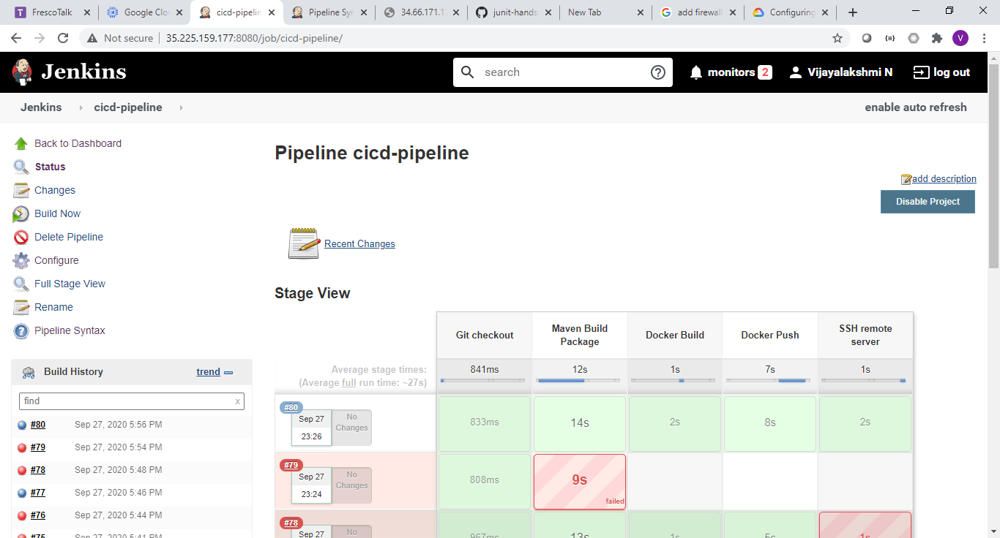 FrescoTalk
Google Clo
cicd-pipelin
Pipeline Syn
34.66.171.1
junit-hands
New Tab
add firewall
Configuring
Not secure
35.225.159.177:8080/job/cicd-pipeline/
V
Jenkins
search
monitors 2
Vijayalakshmi N
log out
Jenkins
cicd-pipeline
enable auto refresh
Back to Dashboard
Status
Changes
Build Now
Delete Pipeline
Configure
Full Stage View
Rename
Pipeline Syntax
Build History
trend
find
x
#80 Sep 27, 2020 5:56 PM
#79 Sep 27, 2020 5:54 PM
#78 Sep 27, 2020 5:48 PM
#77 Sep 27, 2020 5:46 PM
#76 Sep 27, 2020 5:44 PM
#75 Sep 27, 2020 5:41 PM
Pipeline cicd-pipeline
add description
Disable Project
Recent Changes
Stage View
Git checkout
Maven Build
Package
Docker Build
Docker Push
SSH remote
server
Average stage times:
(Average full run time: ~27s)
841ms
12s
1s
7s
1s
#80
Sep 27
23:26
No
Changes
833ms
14s
2s
8s
2s
#79
Sep 27
23:24
No
Changes
808ms
9s
failed
#78
Sep 27
No
967ms
13s
1s
5s
1s